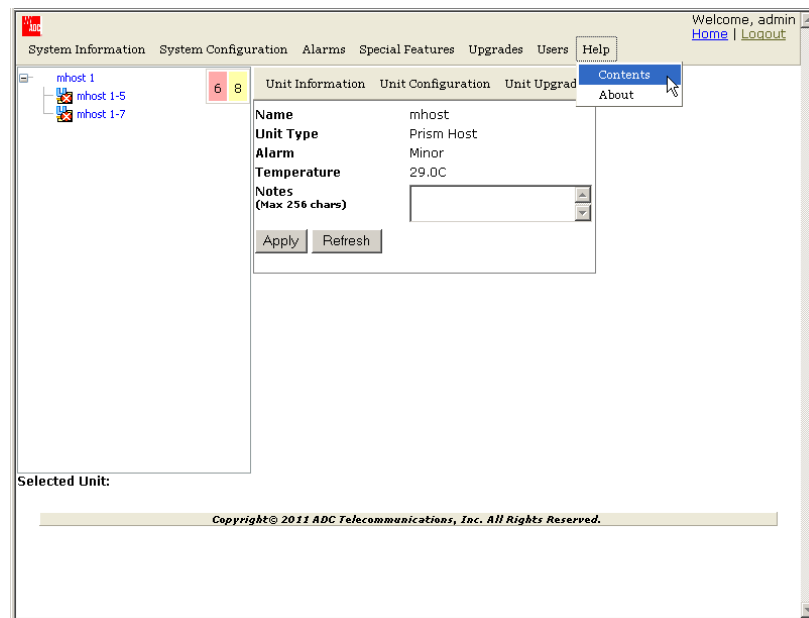 ADC
Welcome, admin
Home | Logout
System Information System Configuration Alarms Special Features Upgrades Users Help
Contents
About
mhost 1
mhost 1-5
mhost 1-7
6 8
Unit Information Unit Configuration Unit Upgrad
Name mhost
Unit Type Prism Host
Alarm Minor
Temperature 29.0C
Notes
(Max 256 chars)
Apply Refresh
Selected Unit:
Copyright© 2011 ADC Telecommunications, Inc. All Rights Reserved.